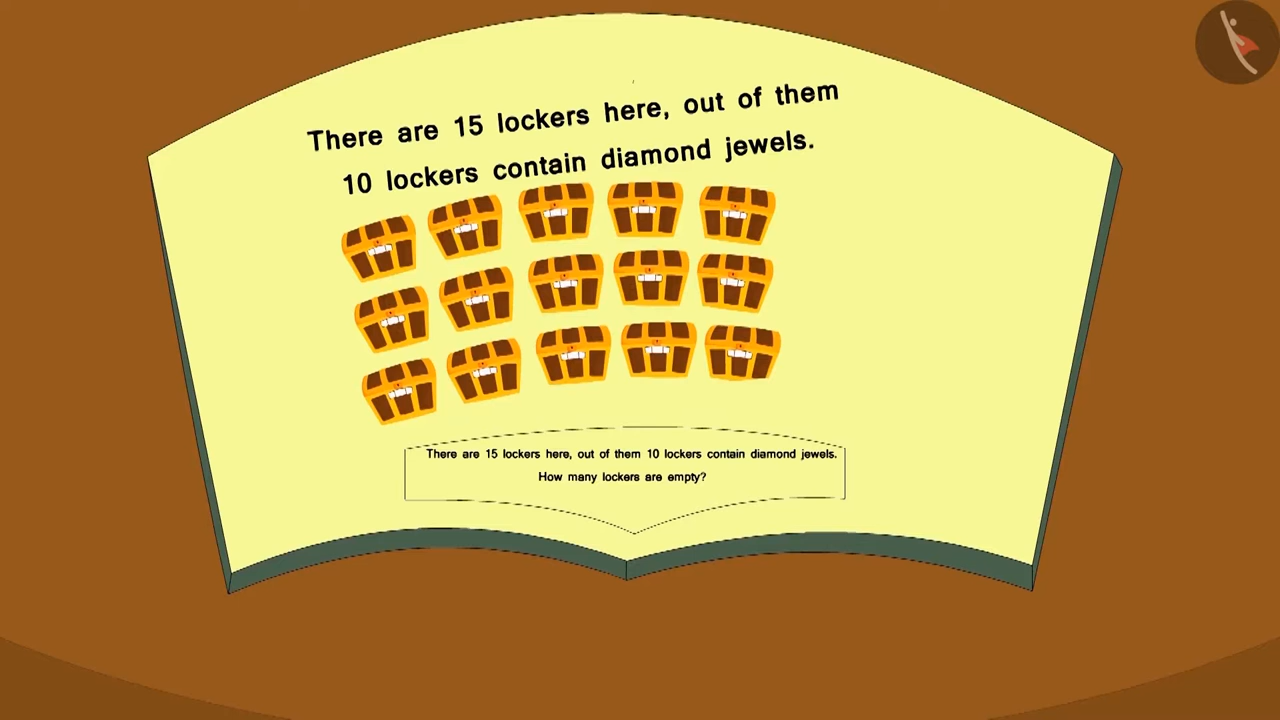 There are 15 lockers here, out of them
10 lockers contain diamond jewels.
There are 15 lockers here, out of them 10 lockers contain diamond jewels.
How many lockers are empty?